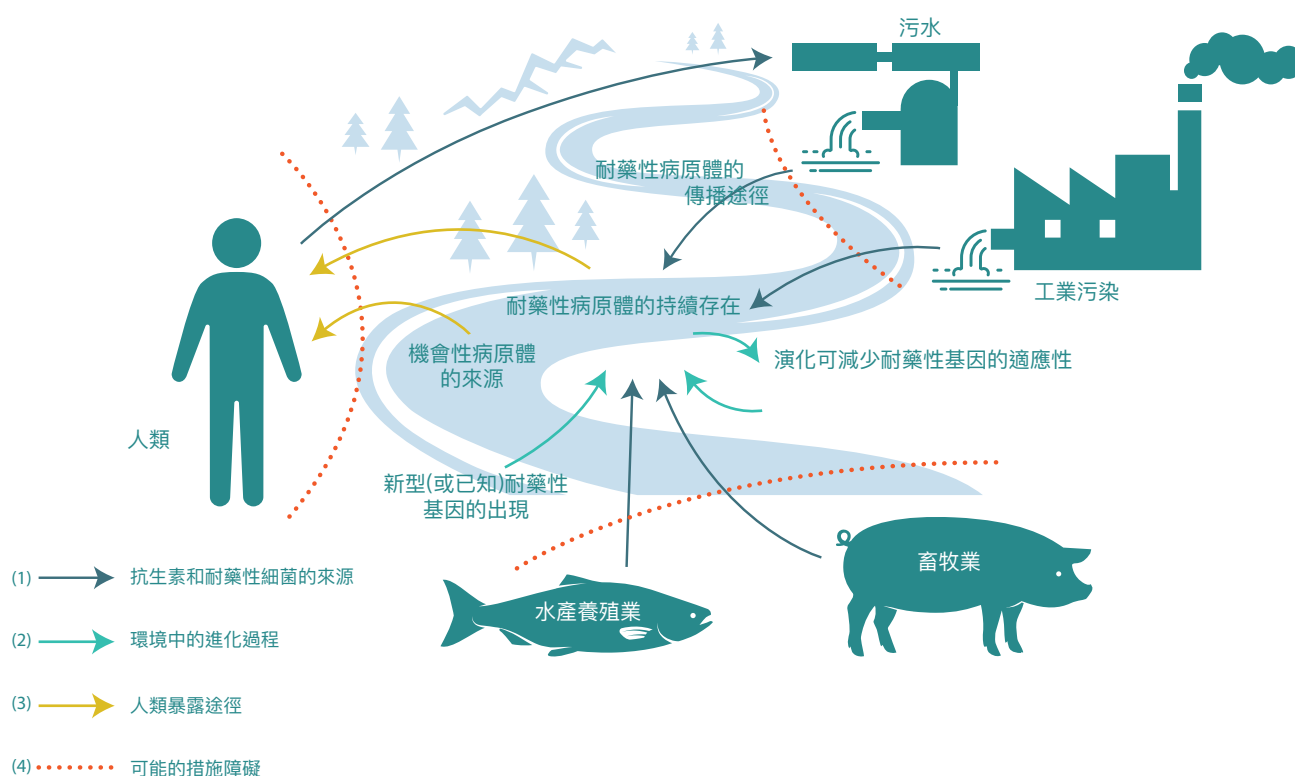 污水
耐藥性病原體的
傳播途徑
工業污染
耐藥性病原體的持續存在
機會性病原體
的來源
演化可減少耐藥性基因的適應性
人類
新型(或已知)耐藥性
基因的出現
畜牧業
水產養殖業
(1) 抗生素和耐藥性細菌的來源
(2) 環境中的進化過程
(3) 人類暴露途徑
(4) 可能的措施障礙